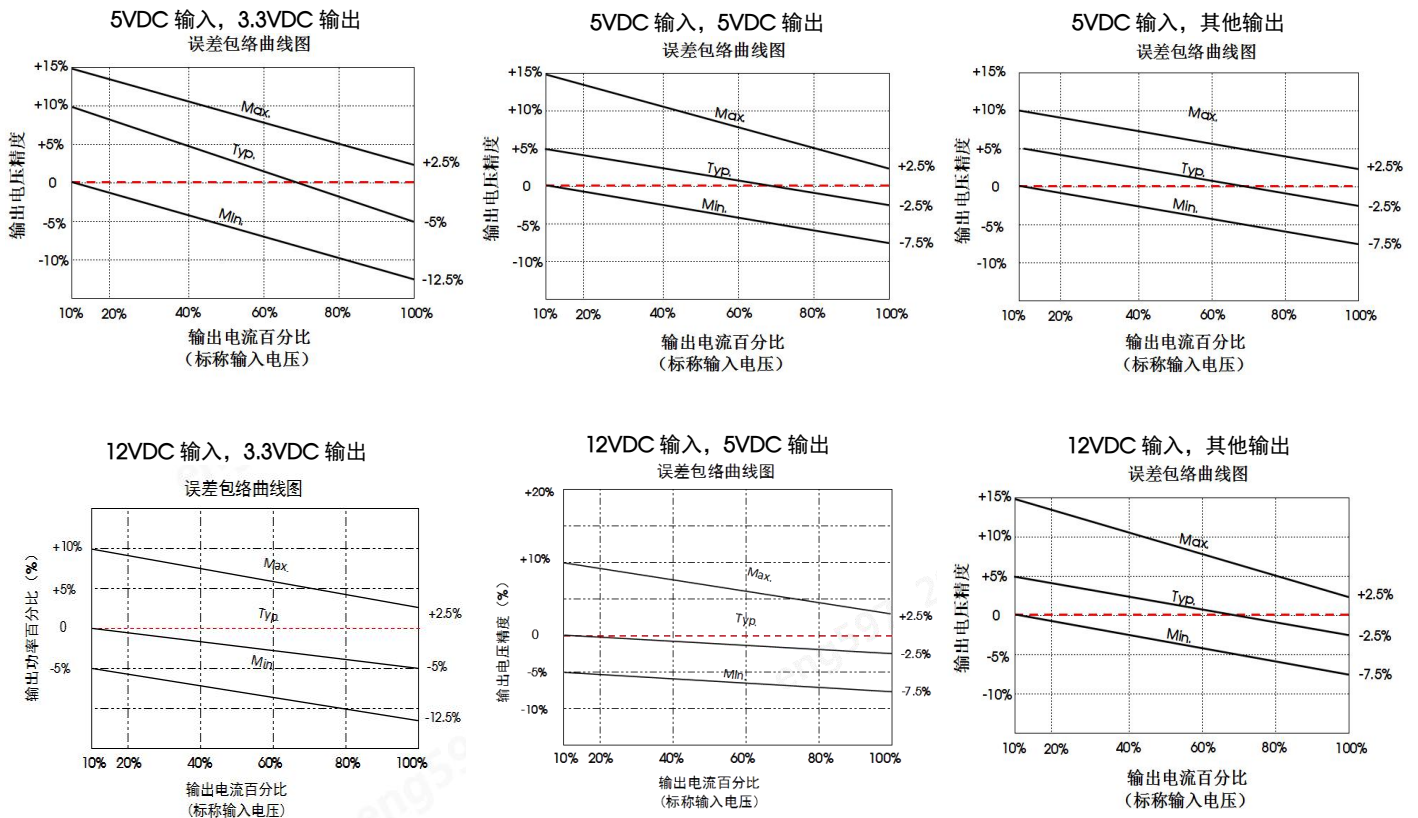 5VDC 输入，3.3VDC 输出
误差包络曲线图
+15%
+10%
+5%
0
-5%
-10%
输出电压精度
Max.
Typ.
Min.
+2.5%
-5%
-12.5%
10% 20% 40% 60% 80% 100%
输出电流百分比
（标称输入电压）
5VDC 输入，5VDC 输出
误差包络曲线图
+15%
+10%
+5%
0
-5%
-10%
输出电压精度
Max.
Typ.
Min.
+2.5%
-2.5%
-7.5%
10% 20% 40% 60% 80% 100%
输出电流百分比
（标称输入电压）
5VDC 输入，其他输出
误差包络曲线图
+15%
+10%
+5%
0
-5%
-10%
输出电压精度
Max.
Typ.
Min.
+2.5%
-2.5%
-7.5%
10% 20% 40% 60% 80% 100%
输出电流百分比
（标称输入电压）
12VDC 输入，3.3VDC 输出
误差包络曲线图
+10%
+5%
0
-5%
输出功率百分比（%）
Max.
Typ.
Min
+2.5%
-5%
-12.5%
10% 20% 40% 60% 80% 100%
输出电流百分比
(标称输入电压)
12VDC 输入，5VDC 输出
误差包络曲线图
+20%
+10%
0
-5%
-10%
输出电压精度（%）
Max.
Typ.
Min.
+2.5%
-2.5%
-7.5%
10% 20% 40% 60% 80% 100%
输出电流百分比
(标称输入电压)
12VDC 输入，其他输出
误差包络曲线图
+15%
+10%
+5%
0
-5%
-10%
输出电压精度
Max.
Typ.
Min.
+2.5%
-2.5%
-7.5%
10% 20% 40% 60% 80% 100%
输出电流百分比
（标称输入电压）